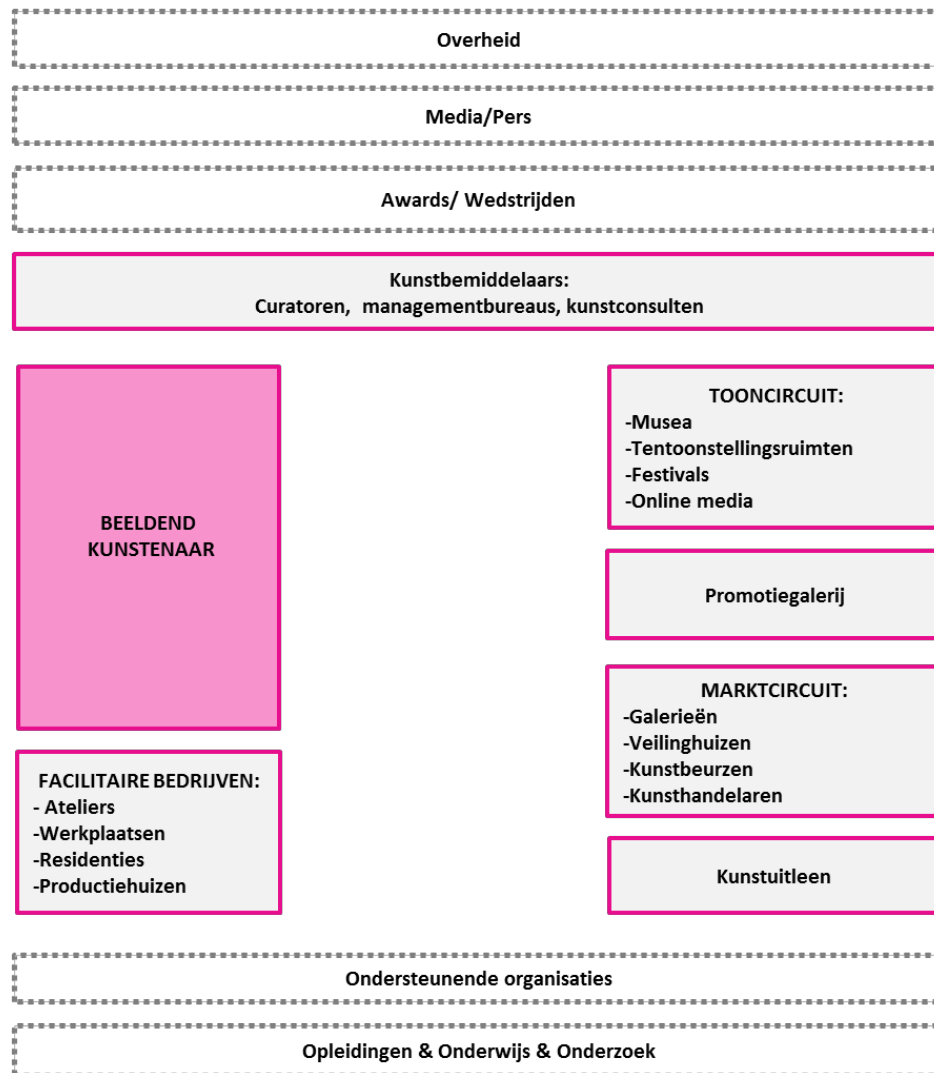 Overheid
Media/Pers
Awards/ Wedstrijden
Kunstbemiddelaars:
Curatoren, managementbureaus, kunstconsulten
BEELDEND
KUNSTENAAR
FACILITAIRE BEDRIJVEN:
- Ateliers
-Werkplaatsen
-Residenties
-Productiehuizen
TOONCIRCUIT:
-Musea
-Tentoonstellingsruimten
-Festivals
-Online media
Promotiegalerij
MARKTCIRCUIT:
-Galerieën
-Veilinghuizen
-Kunstbeurzen
-Kunsthandelaren
Kunstuitleen
Ondersteunende organisaties
Opleidingen & Onderwijs & Onderzoek